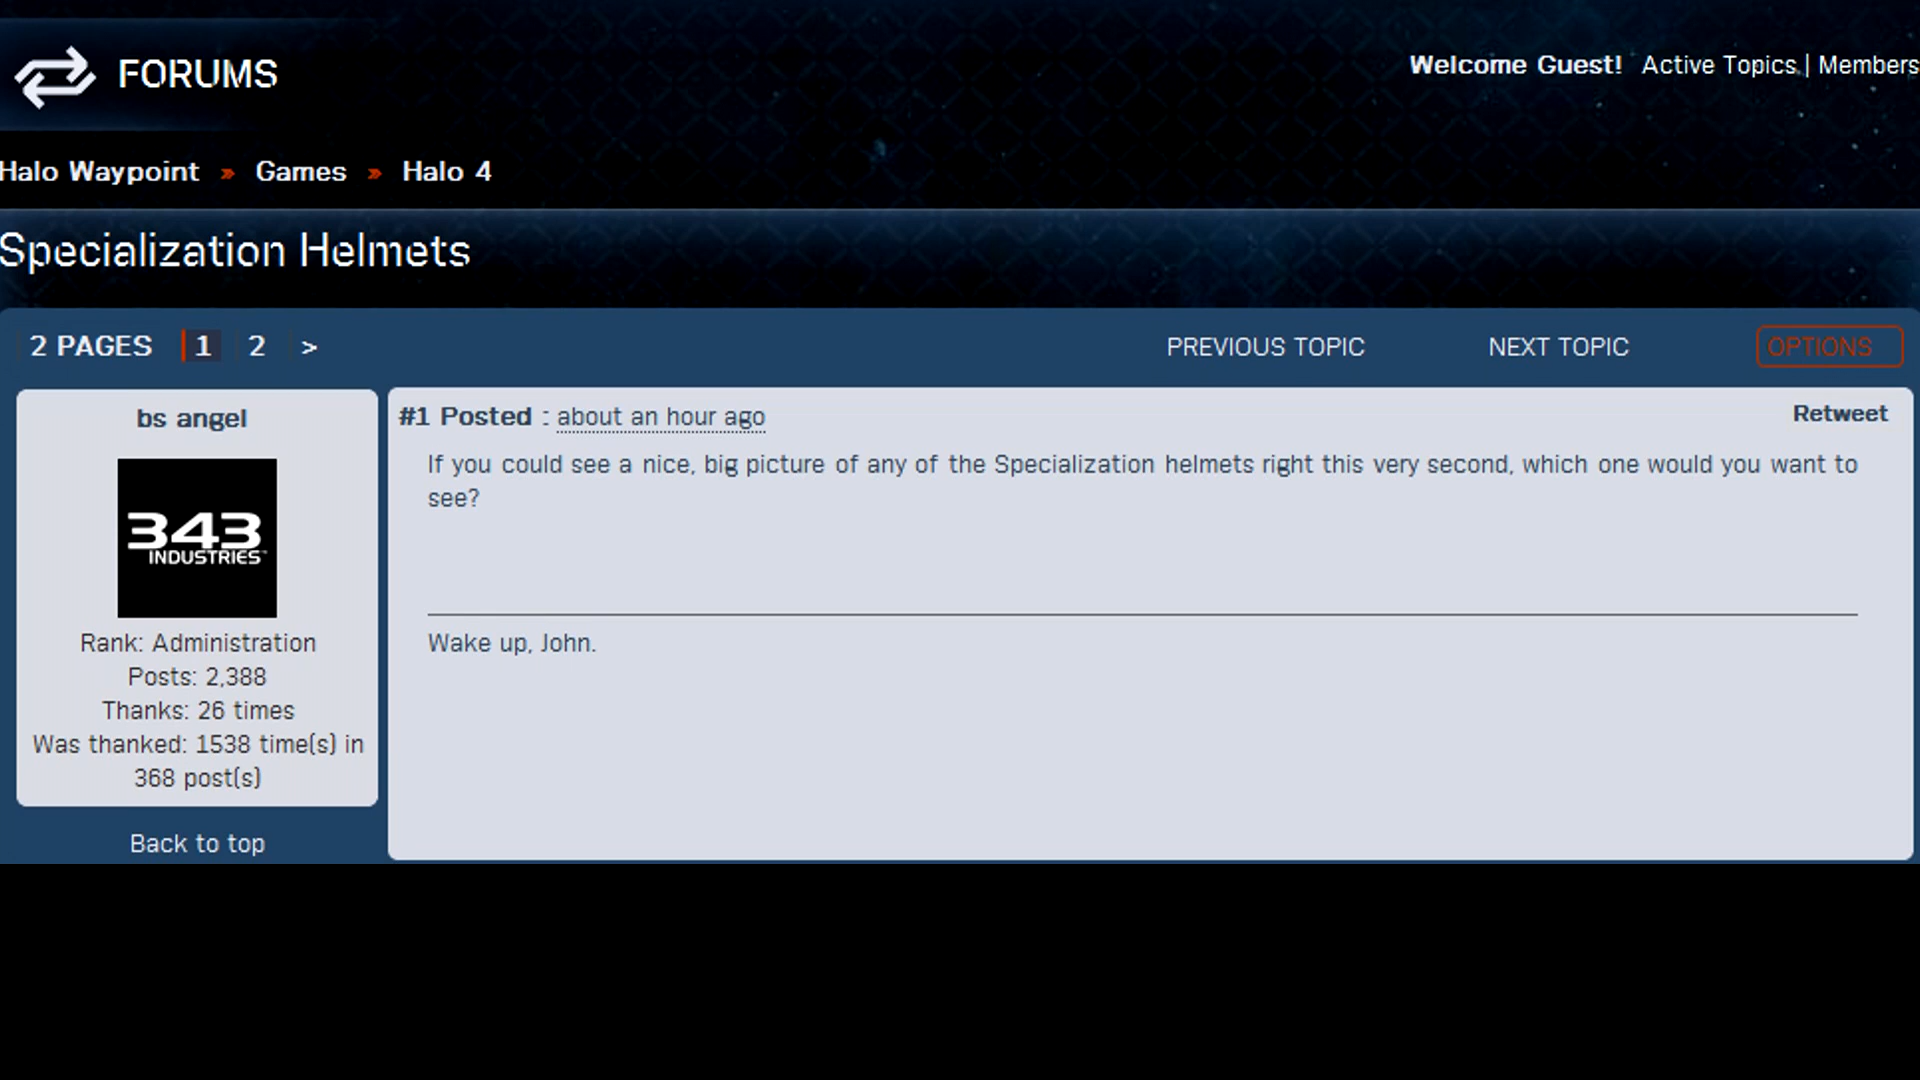 FORUMS
Welcome Guest! Active Topics | Members
Halo Waypoint » Games » Halo 4
Specialization Helmets
2 PAGES 1 2 > PREVIOUS TOPIC NEXT TOPIC OPTIONS
bs angel
343
INDUSTRIES™
Rank: Administration
Posts: 2,388
Thanks: 26 times
Was thanked: 1538 time(s) in
368 post(s)
Back to top
#1 Posted : about an hour ago
Retweet
If you could see a nice, big picture of any of the Specialization helmets right this very second, which one would you want to
see?
Wake up, John.